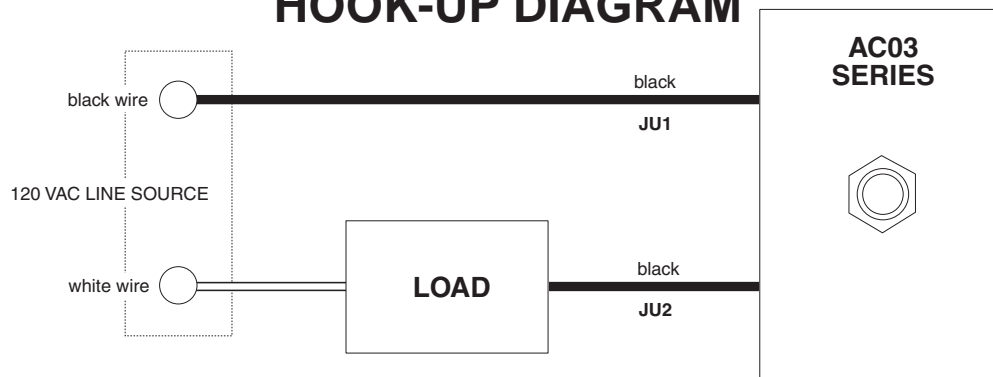 HOOK-UP DIAGRAM
AC03
SERIES
black
black wire
JU1
120 VAC LINE SOURCE
black
white wire
LOAD
JU2